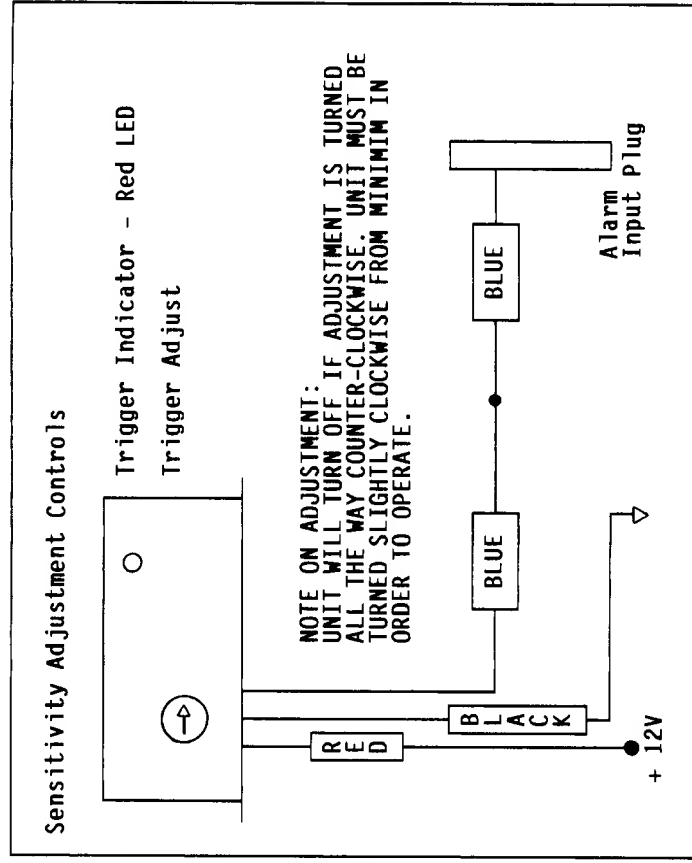 Sensitivity Adjustment Controls
Trigger Indicator - Red LED
Trigger Adjust
NOTE ON ADJUSTMENT:
UNIT WILL TURN OFF IF ADJUSTMENT IS TURNED
ALL THE WAY COUNTER-CLOCKWISE. UNIT MUST BE
TURNED SLIGHTLY CLOCKWISE FROM MINIMIM IN
ORDER TO OPERATE.
RED
BLACK
BLUE
BLUE
+ 12V
Alarm
Input Plug